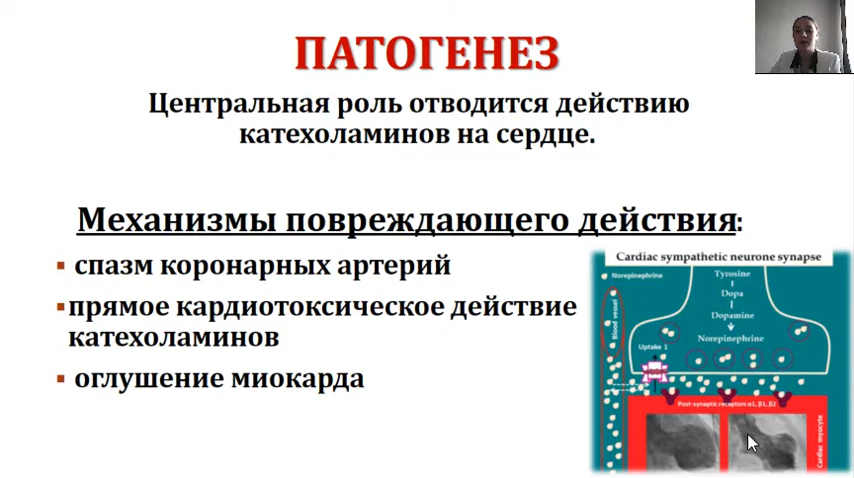 ПАТОГЕНЕЗ
Центральная роль отводится действию
катехоламинов на сердце.
Механизмы повреждающего действия:
▪ спазм коронарных артерий
▪ прямое кардиотоксическое действие
катехоламинов
▪ оглушение миокарда
Cardiac sympathetic neurone synapse
Norepinephrine
Tyrosine
Dopa
Dopamine
Norepinephrine
Blood vessel
Uptake 1
Post-synaptic receptors α1, β1, β2
Cardiac myocyte